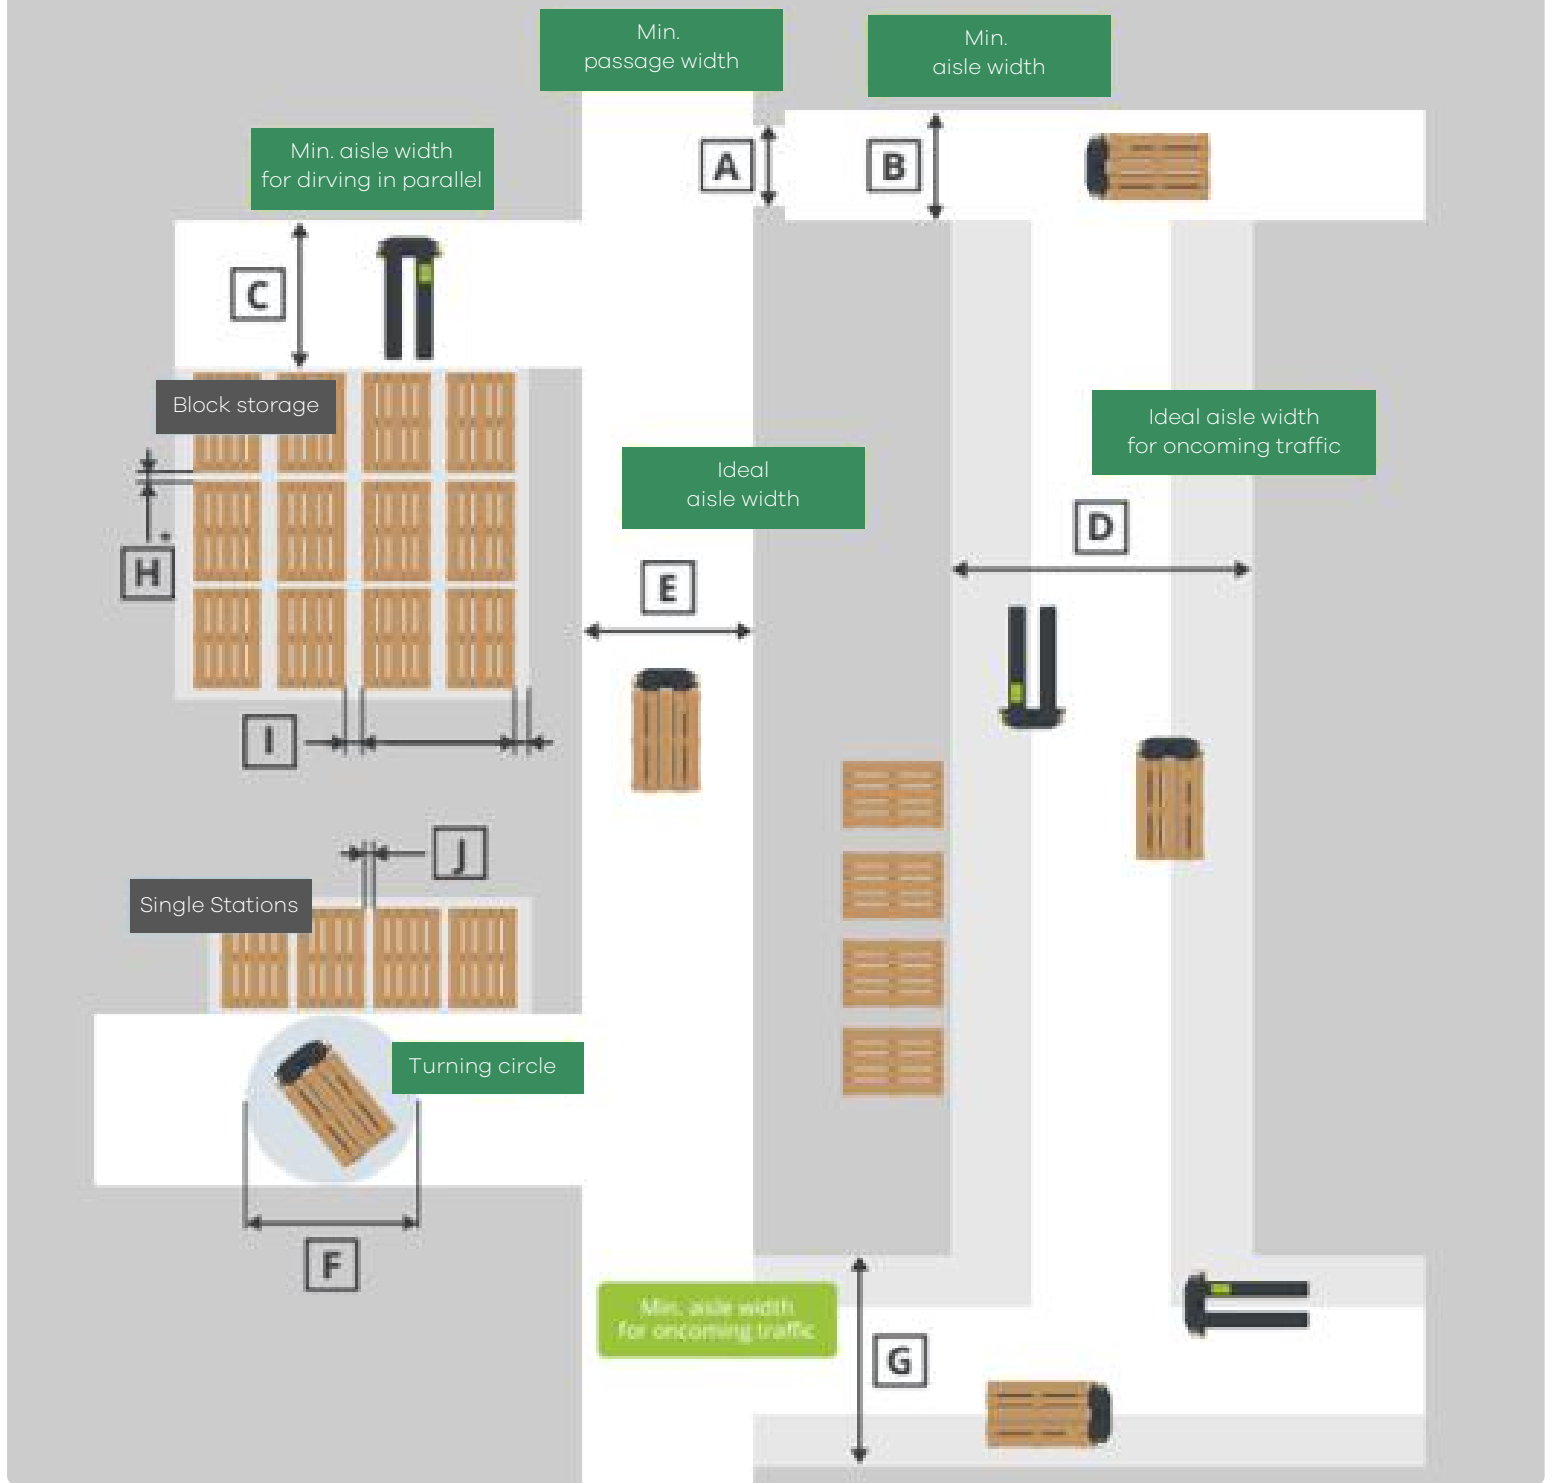 Min.
passage width
Min.
aisle width
Min. aisle width
for dirving in parallel
A
B
C
Block storage
Ideal aisle width
for oncoming traffic
Ideal
aisle width
D
*
H
E
I
J
Single Stations
Turning circle
F
Min. aisle width
for oncoming traffic
G